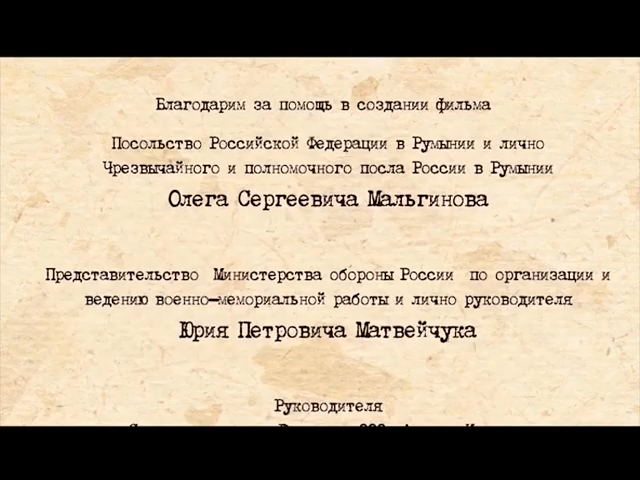 Благодарим за помощь в создании фильма
Посольство Российской Федерации в Румынии и лично
Чрезвычайного и полномочного посла России в Румынии
Олега Сергеевича Мальгинова
Представительство Министерства обороны России по организации и
ведению военно-мемориальной работы и лично руководителя
Юрия Петровича Матвейчука
Руководителя